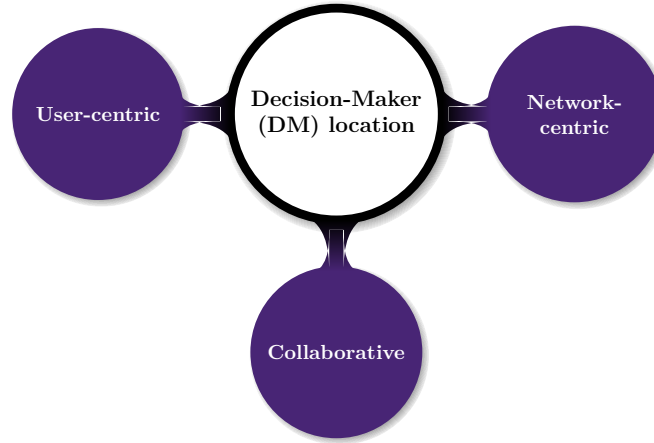 User-centric
Decision-Maker
(DM) location
Network-
centric
Collaborative